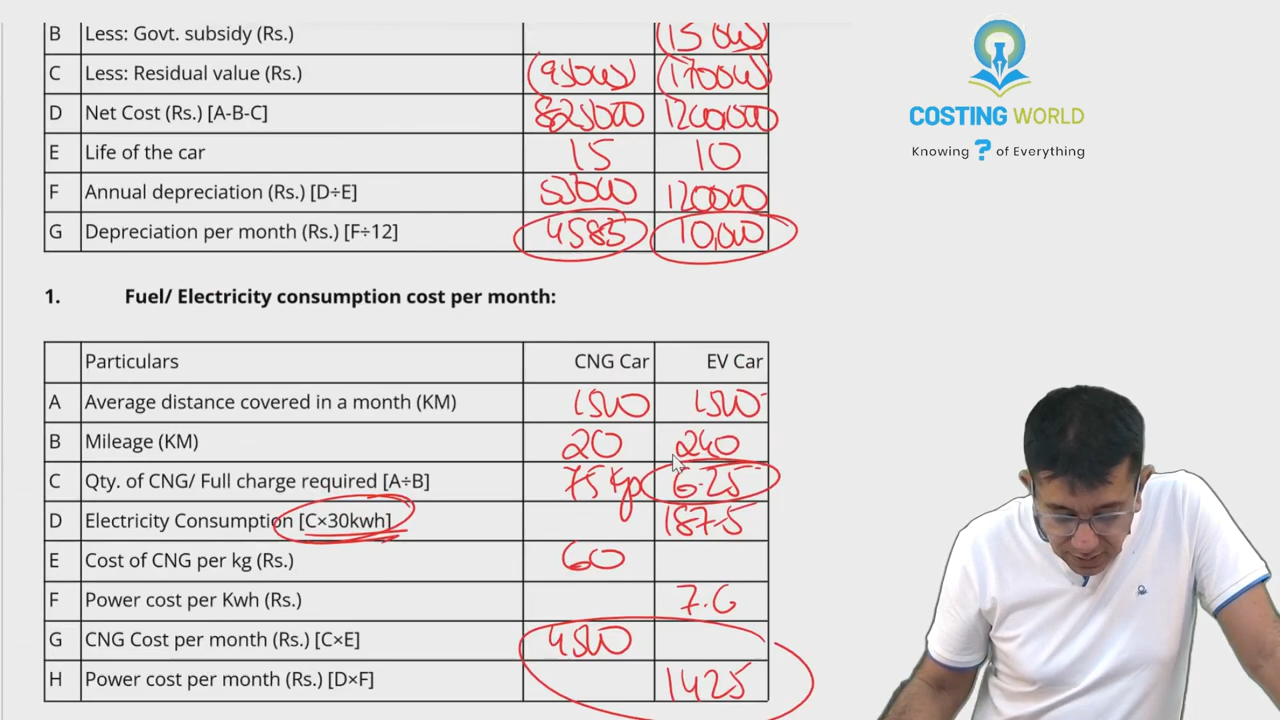 B Less: Govt. subsidy (Rs.)
C Less: Residual value (Rs.) (95000) (170000)
D Net Cost (Rs.) [A-B-C] 825000 1200,000
E Life of the car 15 10
F Annual depreciation (Rs.) [D÷E] 55000 120000
G Depreciation per month (Rs.) [F÷12] 4583 10,000
COSTING WORLD
Knowing ? of Everything
1. Fuel/ Electricity consumption cost per month:
Particulars CNG Car EV Car
A Average distance covered in a month (KM) 1500 1500
B Mileage (KM) 20 240
C Qty. of CNG/ Full charge required [A÷B] 75 Kg 6.25
D Electricity Consumption [C×30kwh] 187.5
E Cost of CNG per kg (Rs.) 60
F Power cost per Kwh (Rs.) 7.6
G CNG Cost per month (Rs.) [C×E] 4500
H Power cost per month (Rs.) [D×F] 1425